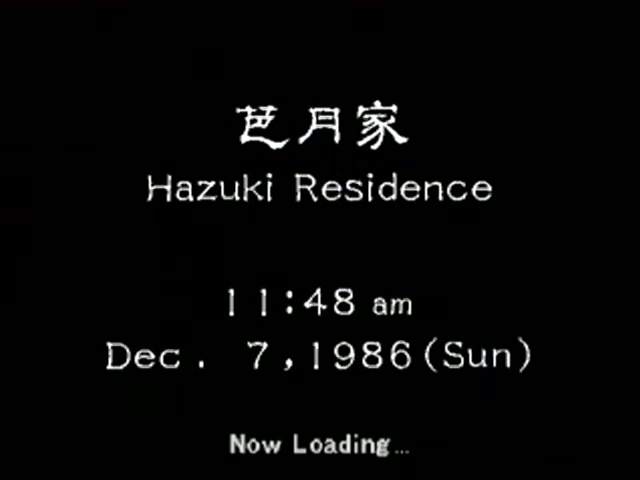 芭月家
Hazuki Residence
11:48 am
Dec. 7,1986(Sun)
Now Loading...